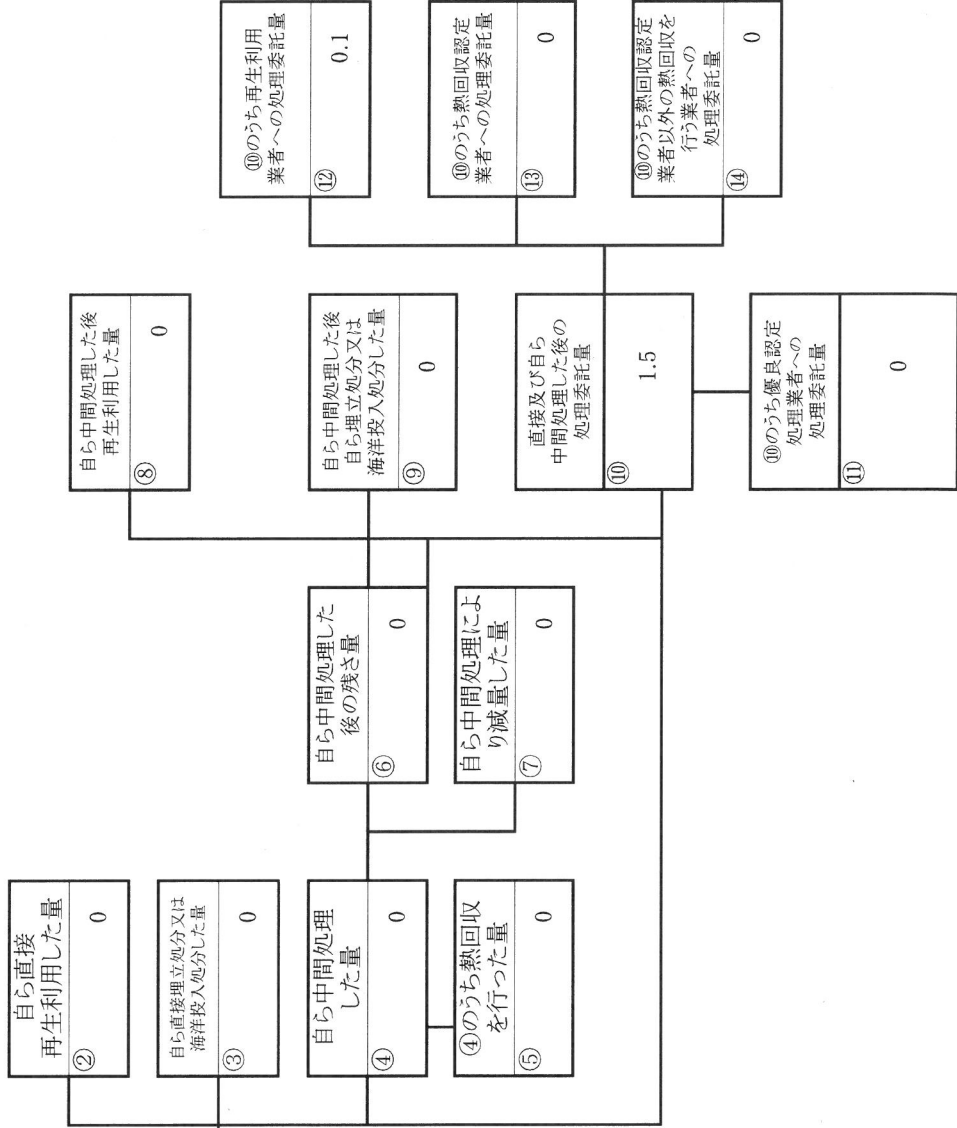 自ら直接
再生利用した量
②
0
自ら直接埋立処分又は
海洋投入処分した量
③
0
自ら中間処理
した量
④
0
④のうち熱回収
を行った量
⑤
0
自ら中間処理した
後の残さ量
⑥
0
自ら中間処理によ
り減量した量
⑦
0
自ら中間処理した後
再生利用した量
⑧
0
自ら中間処理した後
自ら埋立処分又は
海洋投入処分した量
⑨
0
直接及び自ら
中間処理した後の
処理委託量
⑩
1.5
⑩のうち優良認定
処理業者への
処理委託量
⑪
0
⑩のうち再生利用
業者への処理委託量
⑫
0.1
⑩のうち熱回収認定
業者への処理委託量
⑬
0
⑩のうち熱回収認定
業者以外の熱回収を
行う業者への
処理委託量
⑭
0